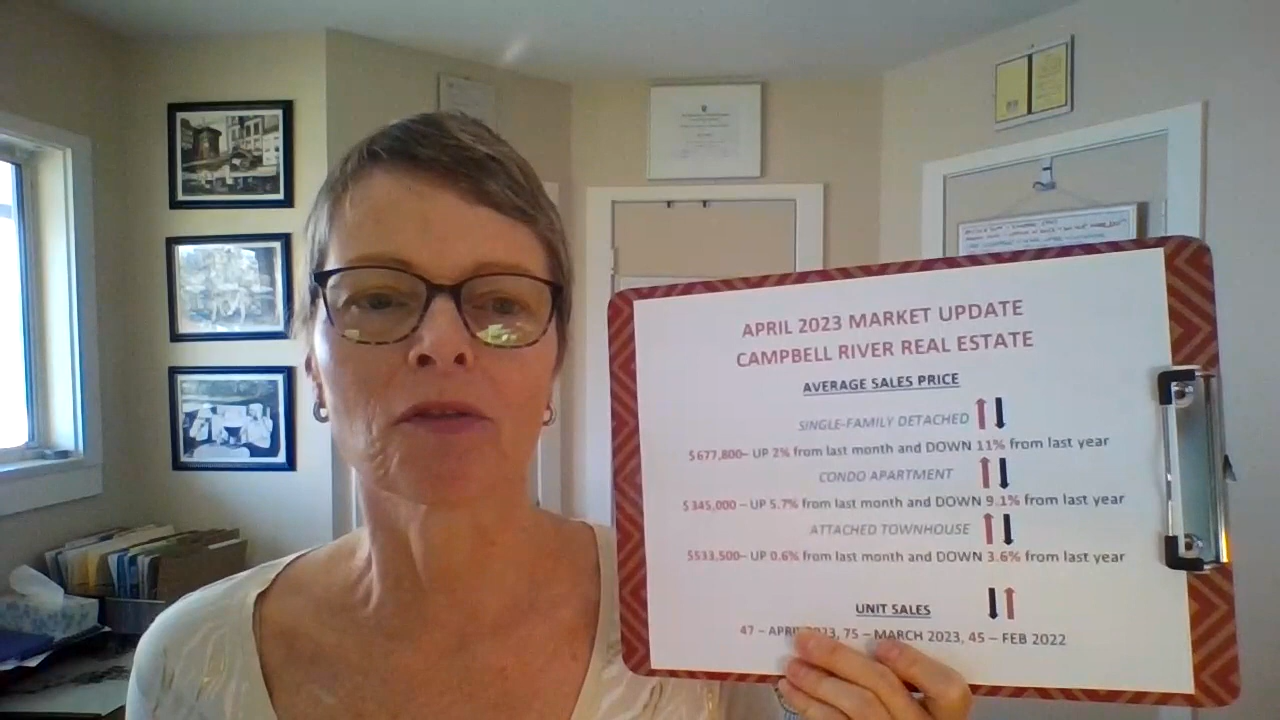 APRIL 2023 MARKET UPDATE
CAMPBELL RIVER REAL ESTATE
AVERAGE SALES PRICE
SINGLE-FAMILY DETACHED
$677,800– UP 2% from last month and DOWN 11% from last year
CONDO APARTMENT
$345,000 – UP 5.7% from last month and DOWN 9.1% from last year
ATTACHED TOWNHOUSE
$533,500– UP 0.6% from last month and DOWN 3.6% from last year
UNIT SALES
47 – APRIL 2023, 75 – MARCH 2023, 45 – FEB 2022